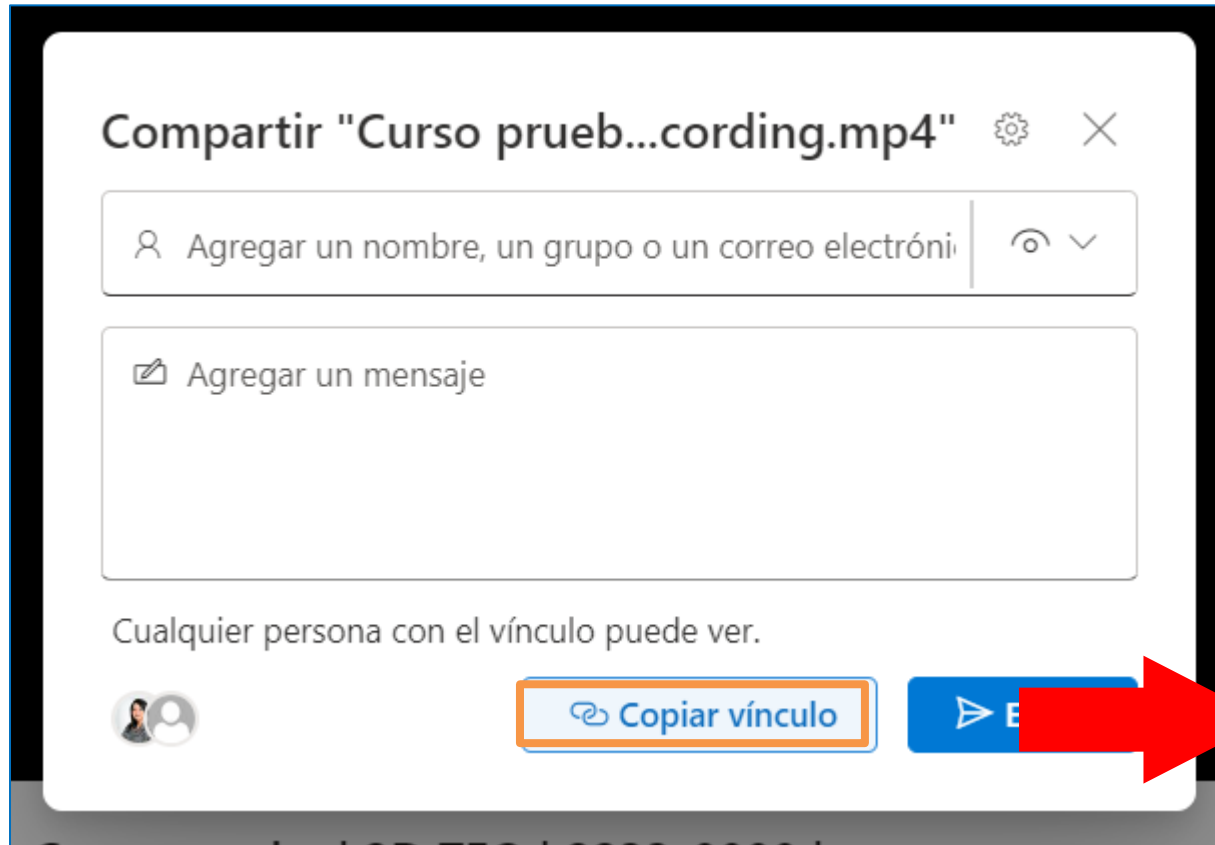 Compartir "Curso prueb...cording.mp4"
Agregar un nombre, un grupo o un correo
Agregar un mensaje
Cualquier persona con el vínculo puede ver.
Copiar vínculo